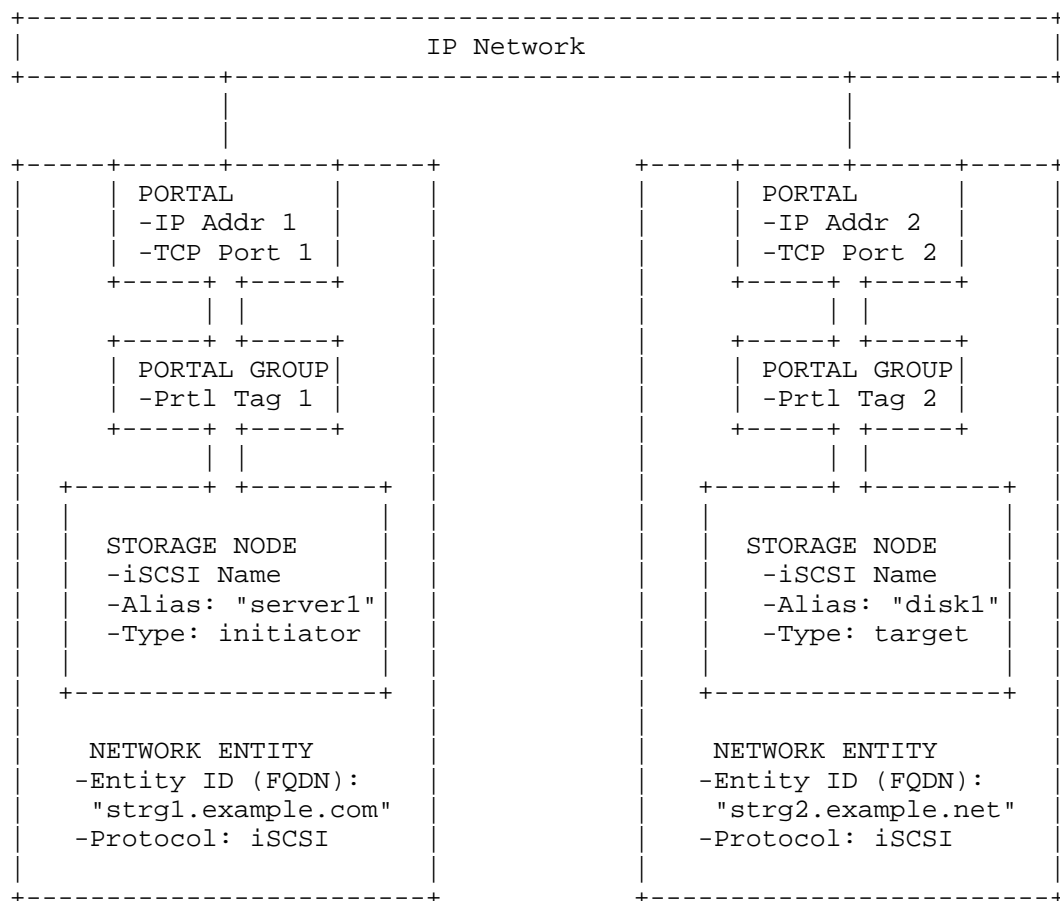 IP Network
PORTAL
-IP Addr 1
-TCP Port 1
PORTAL GROUP
-Prtl Tag 1
STORAGE NODE
-iSCSI Name
-Alias: "server1"
-Type: initiator
NETWORK ENTITY
-Entity ID (FQDN):
"strg1.example.com"
-Protocol: iSCSI
PORTAL
-IP Addr 2
-TCP Port 2
PORTAL GROUP
-Prtl Tag 2
STORAGE NODE
-iSCSI Name
-Alias: "disk1"
-Type: target
NETWORK ENTITY
-Entity ID (FQDN):
"strg2.example.net"
-Protocol: iSCSI